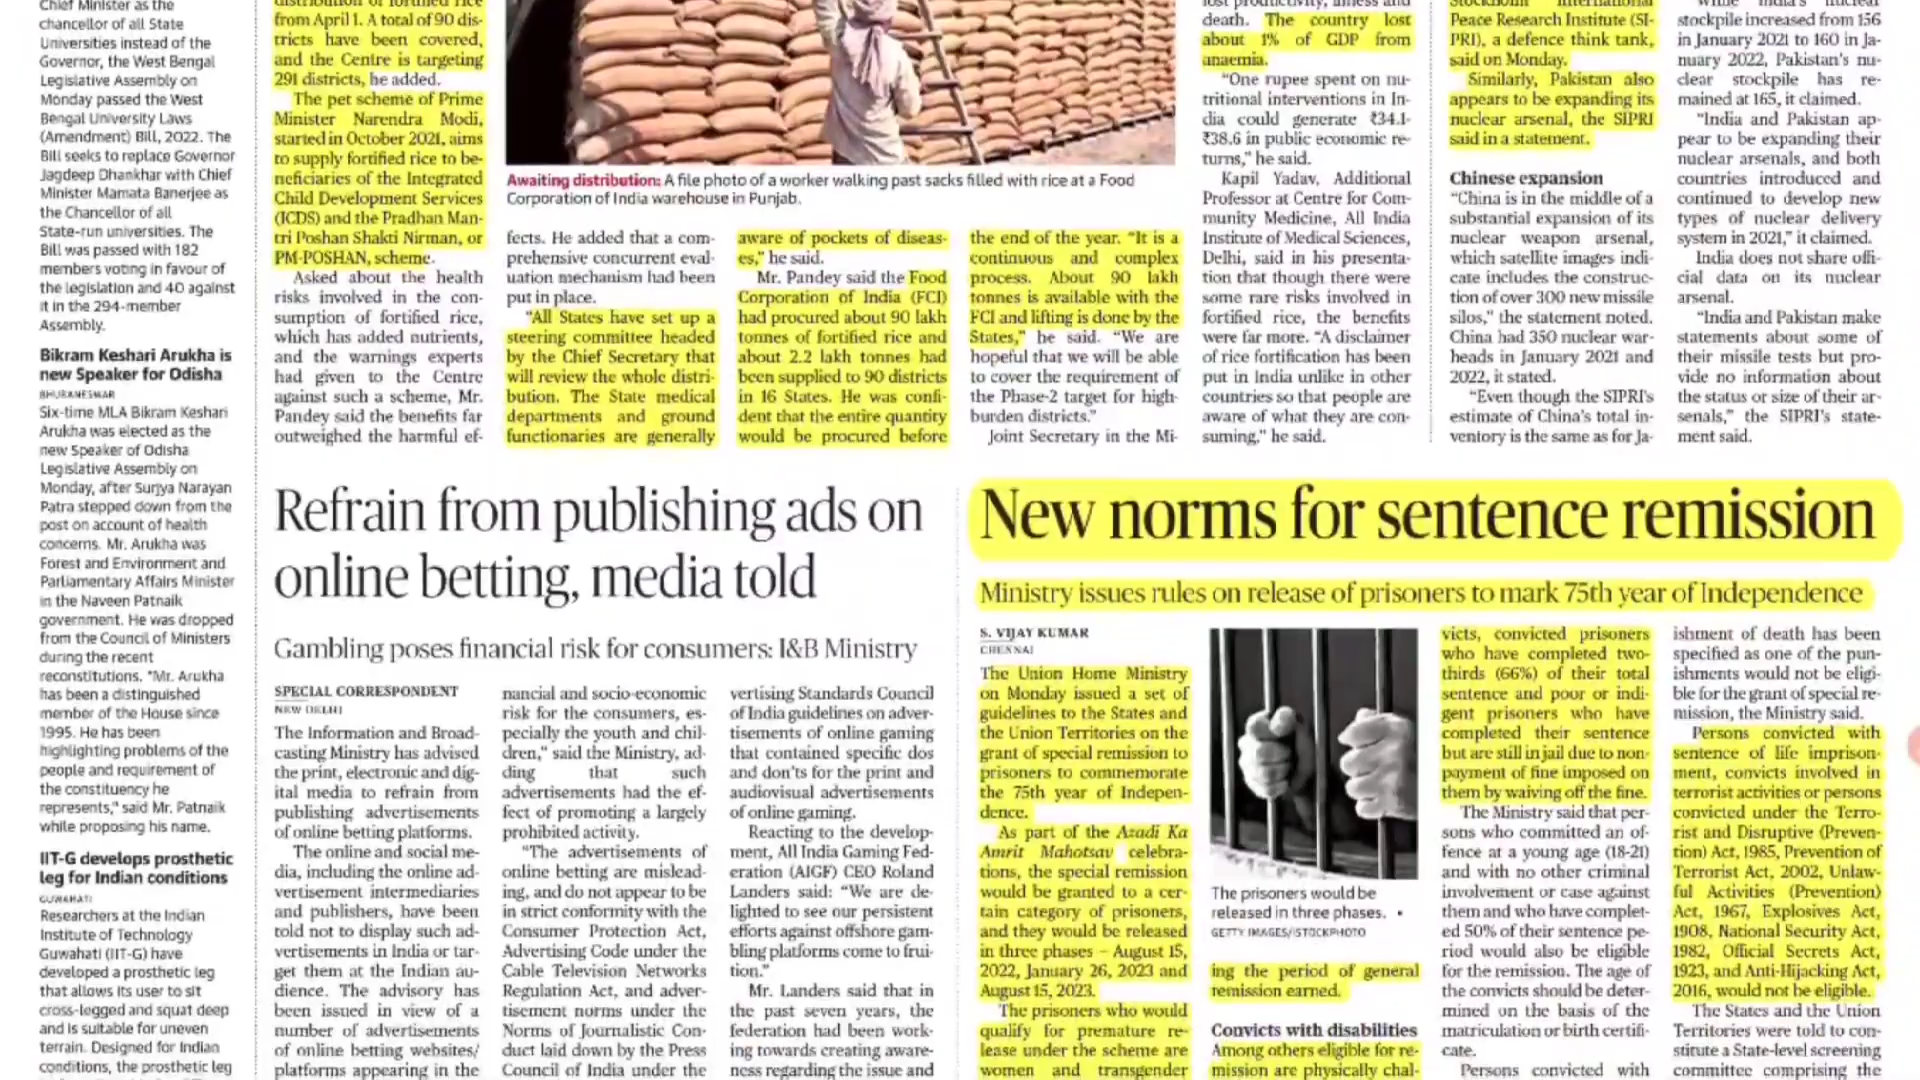 Chief Minister as the
chancellor of all State
Universities instead of the
Governor, the West Bengal
Legislative Assembly on
Monday passed the West
Bengal University Laws
(Amendment) Bill, 2022. The
Bill seeks to replace Governor
Jagdeep Dhankhar with Chief
Minister Mamata Banerjee as
the Chancellor of all
State-run universities. The
Bill was passed with 182
members voting in favour of
the legislation and 40 against
it in the 294-member
Assembly.
Bikram Keshari Arukha is
new Speaker for Odisha
BHUBANESWAR
Six-time MLA Bikram Keshari
Arukha was elected as the
new Speaker of Odisha
Legislative Assembly on
Monday, after Surjya Narayan
Patra stepped down from the
post on account of health
concerns. Mr. Arukha was
Forest and Environment and
Parliamentary Affairs Minister
in the Naveen Patnaik
government. He was dropped
from the Council of Ministers
during the recent
reconstitutions. "Mr. Arukha
has been a distinguished
member of the House since
1995. He has been
highlighting problems of the
people and requirement of
the constituency he
represents," said Mr. Patnaik
while proposing his name.
IIT-G develops prosthetic
leg for Indian conditions
GUWAHATI
Researchers at the Indian
Institute of Technology
Guwahati (IIT-G) have
developed a prosthetic leg
that allows its user to sit
cross-legged and squat deep
and is suitable for uneven
terrain. Designed for Indian
conditions, the prosthetic leg
distribution of fortified rice
from April 1. A total of 90 dis-
tricts have been covered,
and the Centre is targeting
291 districts, he added.
The pet scheme of Prime
Minister Narendra Modi,
started in October 2021, aims
to supply fortified rice to be-
neficiaries of the Integrated
Child Development Services
(ICDS) and the Pradhan Man-
tri Poshan Shakti Nirman, or
PM-POSHAN, scheme.
Asked about the health
risks involved in the con-
sumption of fortified rice,
which has added nutrients,
and the warnings experts
had given to the Centre
against such a scheme, Mr.
Pandey said the benefits far
outweighed the harmful ef-
Awaiting distribution: A file photo of a worker walking past sacks filled with rice at a Food
Corporation of India warehouse in Punjab.
fects. He added that a com-
prehensive concurrent eval-
uation mechanism had been
put in place.
"All States have set up a
steering committee headed
by the Chief Secretary that
will review the whole distri-
bution. The State medical
departments and ground
functionaries are generally
aware of pockets of diseas-
es," he said.
Mr. Pandey said the Food
Corporation of India (FCI)
had procured about 90 lakh
tonnes of fortified rice and
about 2.2 lakh tonnes had
been supplied to 90 districts
in 16 States. He was confi-
dent that the entire quantity
would be procured before
the end of the year. "It is a
continuous and complex
process. About 90 lakh
tonnes is available with the
FCI and lifting is done by the
States," he said. "We are
hopeful that we will be able
to cover the requirement of
the Phase-2 target for high-
burden districts."
Joint Secretary in the Mi-
lost productivity, illness and
death. The country lost
about 1% of GDP from
anaemia.
"One rupee spent on nu-
tritional interventions in In-
dia could generate ₹34.1-
₹38.6 in public economic re-
turns," he said.
Kapil Yadav, Additional
Professor at Centre for Com-
munity Medicine, All India
Institute of Medical Sciences,
Delhi, said in his presenta-
tion that though there were
some rare risks involved in
fortified rice, the benefits
were far more. "A disclaimer
of rice fortification has been
put in India unlike in other
countries so that people are
aware of what they are con-
suming," he said.
Stockholm International
Peace Research Institute (SI-
PRI), a defence think tank,
said on Monday.
Similarly, Pakistan also
appears to be expanding its
nuclear arsenal, the SIPRI
said in a statement.
Chinese expansion
"China is in the middle of a
substantial expansion of its
nuclear weapon arsenal,
which satellite images indi-
cate includes the construc-
tion of over 300 new missile
silos," the statement noted.
China had 350 nuclear war-
heads in January 2021 and
2022, it stated.
"Even though the SIPRI's
estimate of China's total in-
ventory is the same as for Ja-
While India's nuclear
stockpile increased from 156
in January 2021 to 160 in Ja-
nuary 2022, Pakistan's nu-
clear stockpile has re-
mained at 165, it claimed.
"India and Pakistan ap-
pear to be expanding their
nuclear arsenals, and both
countries introduced and
continued to develop new
types of nuclear delivery
system in 2021," it claimed.
India does not share offi-
cial data on its nuclear
arsenal.
"India and Pakistan make
statements about some of
their missile tests but pro-
vide no information about
the status or size of their ar-
senals," the SIPRI's state-
ment said.
Refrain from publishing ads on
online betting, media told
Gambling poses financial risk for consumers: I&B Ministry
SPECIAL CORRESPONDENT
NEW DELHI
The Information and Broad-
casting Ministry has advised
the print, electronic and dig-
ital media to refrain from
publishing advertisements
of online betting platforms.
The online and social me-
dia, including the online ad-
vertisement intermediaries
and publishers, have been
told not to display such ad-
vertisements in India or tar-
get them at the Indian au-
dience. The advisory has
been issued in view of a
number of advertisements
of online betting websites/
platforms appearing in the
nancial and socio-economic
risk for the consumers, es-
pecially the youth and chil-
dren," said the Ministry, ad-
ding that such
advertisements had the ef-
fect of promoting a largely
prohibited activity.
"The advertisements of
online betting are mislead-
ing, and do not appear to be
in strict conformity with the
Consumer Protection Act,
Advertising Code under the
Cable Television Networks
Regulation Act, and adver-
tisement norms under the
Norms of Journalistic Con-
duct laid down by the Press
Council of India under the
vertising Standards Council
of India guidelines on adver-
tisements of online gaming
that contained specific dos
and don'ts for the print and
audiovisual advertisements
of online gaming.
Reacting to the develop-
ment, All India Gaming Fed-
eration (AIGF) CEO Roland
Landers said: "We are de-
lighted to see our persistent
efforts against offshore gam-
bling platforms come to frui-
tion."
Mr. Landers said that in
the past seven years, the
federation had been work-
ing towards creating aware-
ness regarding the issue and
New norms for sentence remission
Ministry issues rules on release of prisoners to mark 75th year of Independence
S. VIJAY KUMAR
CHENNAI
The Union Home Ministry
on Monday issued a set of
guidelines to the States and
the Union Territories on the
grant of special remission to
prisoners to commemorate
the 75th year of Indepen-
dence.
As part of the Azadi Ka
Amrit Mahotsav celebra-
tions, the special remission
would be granted to a cer-
tain category of prisoners,
and they would be released
in three phases – August 15,
2022, January 26, 2023 and
August 15, 2023.
The prisoners who would
qualify for premature re-
lease under the scheme are
women and transgender
The prisoners would be
released in three phases. •
GETTY IMAGES/ISTOCKPHOTO
ing the period of general
remission earned.
Convicts with disabilities
Among others eligible for re-
mission are physically chal-
victs, convicted prisoners
who have completed two-
thirds (66%) of their total
sentence and poor or indi-
gent prisoners who have
completed their sentence
but are still in jail due to non-
payment of fine imposed on
them by waiving off the fine.
The Ministry said that per-
sons who committed an of-
fence at a young age (18-21)
and with no other criminal
involvement or case against
them and who have complet-
ed 50% of their sentence pe-
riod would also be eligible
for the remission. The age of
the convicts should be deter-
mined on the basis of the
matriculation or birth certifi-
cate.
Persons convicted with
ishment of death has been
specified as one of the pun-
ishments would not be eligi-
ble for the grant of special re-
mission, the Ministry said.
Persons convicted with
sentence of life imprison-
ment, convicts involved in
terrorist activities or persons
convicted under the Terro-
rist and Disruptive (Preven-
tion) Act, 1985, Prevention of
Terrorist Act, 2002, Unlaw-
ful Activities (Prevention)
Act, 1967, Explosives Act,
1908, National Security Act,
1982, Official Secrets Act,
1923, and Anti-Hijacking Act,
2016, would not be eligible.
The States and the Union
Territories were told to con-
stitute a State-level screening
committee comprising the